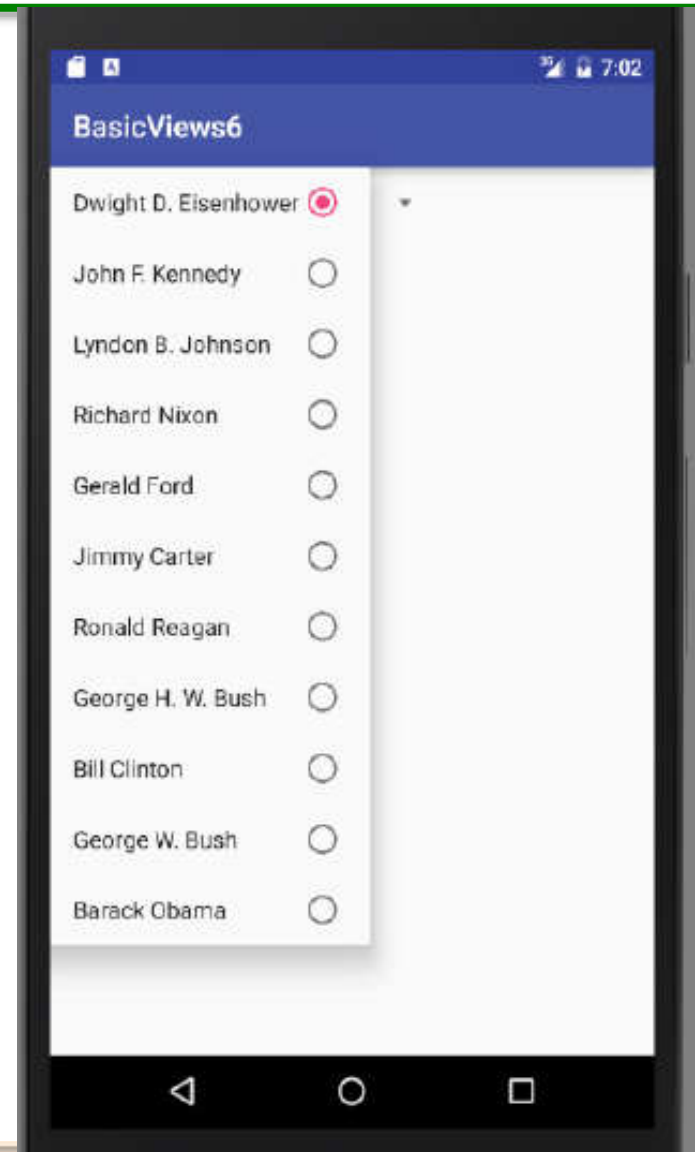 7:02
BasicViews6
Dwight D. Eisenhower
John F. Kennedy
Lyndon B. Johnson
Richard Nixon
Gerald Ford
Jimmy Carter
Ronald Reagan
George H. W. Bush
Bill Clinton
George W. Bush
Barack Obama